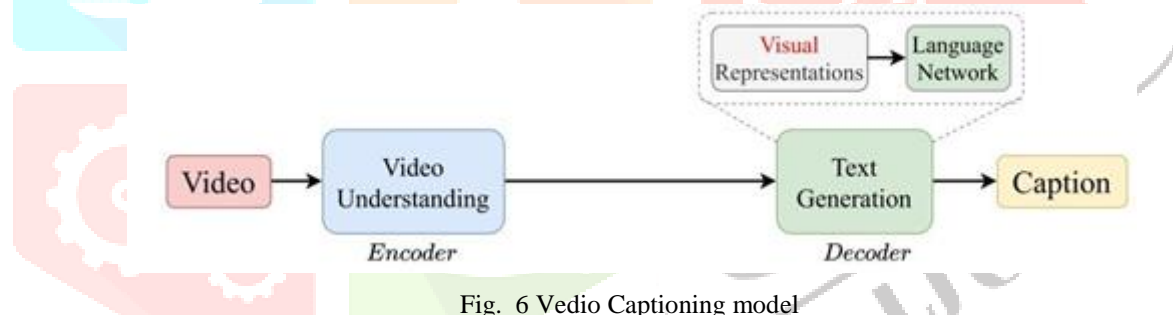 Visual
Representations
Language
Network
Video
Video
Understanding
Encoder
Text
Generation
Decoder
Caption
Fig. 6 Vedio Captioning model